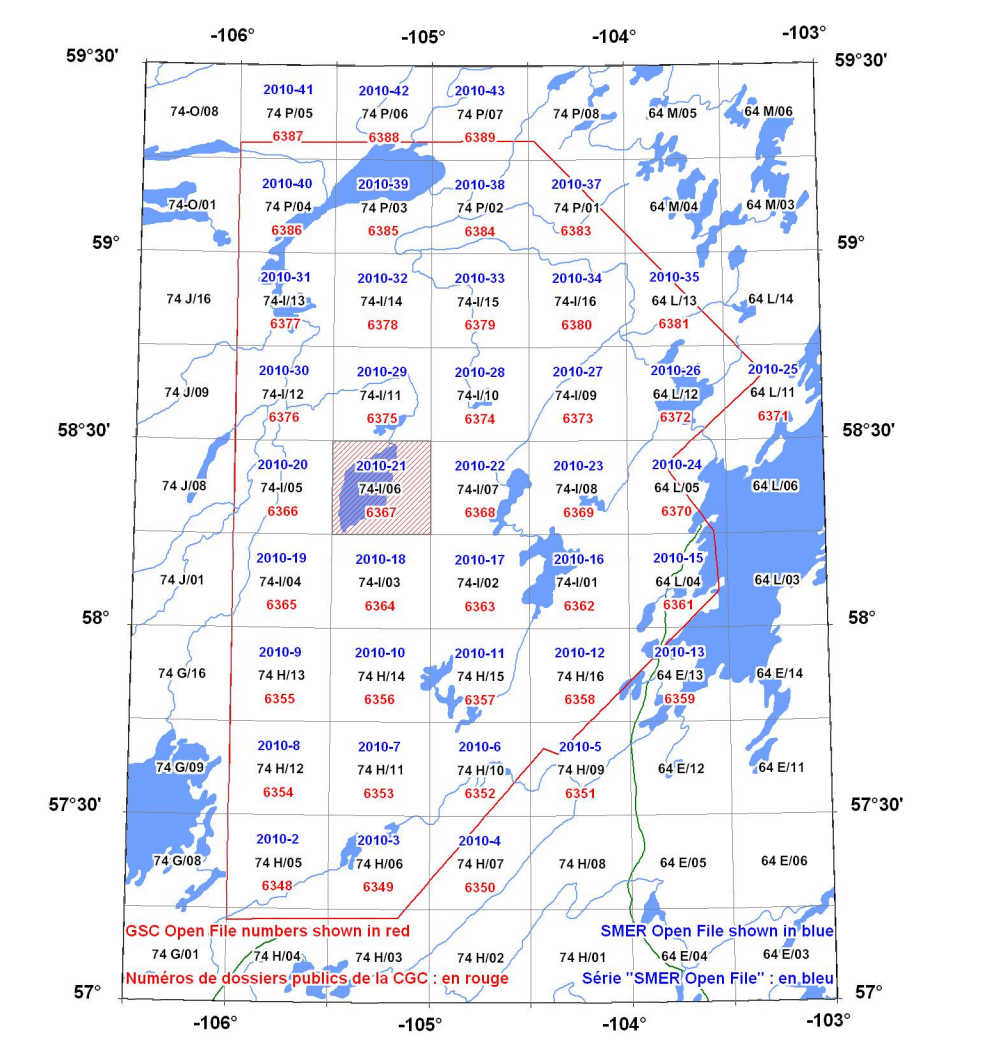 -106° -105° -104° -103°
59°30' 59°30'
2010-41 2010-42 2010-43
74-O/08 74 P/05 74 P/06 74 P/07 74 P/08 64 M/05 64 M/06
6387 6388 6389
2010-40 2010-39 2010-38 2010-37
74-O/01 74 P/04 74 P/03 74 P/02 74 P/01 64 M/04 64 M/03
6386 6385 6384 6383
59° 59°
2010-31 2010-32 2010-33 2010-34 2010-35
74 J/16 74-I/13 74-I/14 74-I/15 74-I/16 64 L/13 64 L/14
6377 6378 6379 6380 6381
2010-30 2010-29 2010-28 2010-27 2010-26 2010-25
74 J/09 74-I/12 74-I/11 74-I/10 74-I/09 64 L/12 64 L/11
6376 6375 6374 6373 6372 6371
58°30' 58°30'
2010-20 2010-21 2010-22 2010-23 2010-24
74 J/08 74-I/05 74-I/06 74-I/07 74-I/08 64 L/05 64 L/06
6366 6367 6368 6369 6370
2010-19 2010-18 2010-17 2010-16 2010-15
74 J/01 74-I/04 74-I/03 74-I/02 74-I/01 64 L/04 64 L/03
6365 6364 6363 6362 6361
58° 58°
2010-9 2010-10 2010-11 2010-12 2010-13
74 G/16 74 H/13 74 H/14 74 H/15 74 H/16 64 E/13 64 E/14
6355 6356 6357 6358 6359
2010-8 2010-7 2010-6 2010-5
74 G/09 74 H/12 74 H/11 74 H/10 74 H/09 64 E/12 64 E/11
6354 6353 6352 6351
57°30' 57°30'
2010-2 2010-3 2010-4
74 G/08 74 H/05 74 H/06 74 H/07 74 H/08 64 E/05 64 E/06
6348 6349 6350
GSC Open File numbers shown in red SMER Open File shown in blue
74 G/01 74 H/04 74 H/03 74 H/02 74 H/01 64 E/04 64 E/03
Numéros de dossiers publics de la CGC : en rouge Série "SMER Open File" : en bleu
57° 57°
-106° -105° -104° -103°